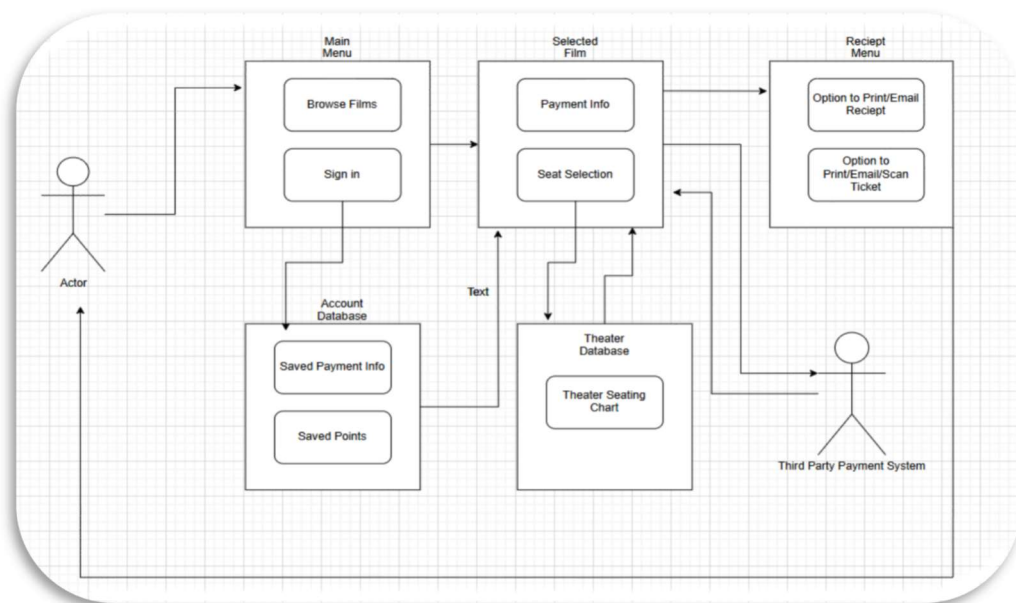 Main
Menu
Browse Films
Sign in
Selected
Film
Payment Info
Seat Selection
Reciept
Menu
Option to Print/Email
Reciept
Option to
Print/Email/Scan
Ticket
Actor
Account
Database
Saved Payment Info
Saved Points
Text
Theater
Database
Theater Seating
Chart
Third Party Payment System